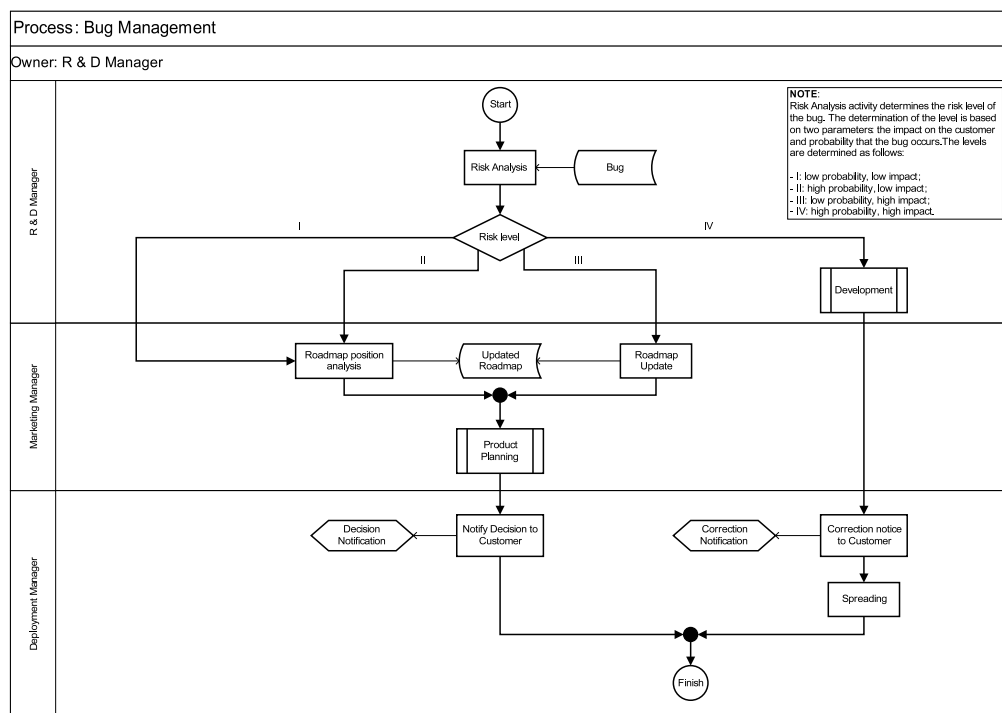 Process: Bug Management
Owner: R & D Manager
R & D Manager
Start
NOTE:
Risk Analysis activity determines the risk level of
the bug. The determination of the level is based
on two parameters: the impact on the customer
and probability that the bug occurs.The levels
are determined as follows:
- I: low probability, low impact;
- II: high probability, low impact;
- III: low probability, high impact;
- IV: high probability, high impact.
Risk Analysis
Bug
I
Risk level
IV
II
III
Development
Marketing Manager
Roadmap position
analysis
Updated
Roadmap
Roadmap
Update
Product
Planning
Deployment Manager
Decision
Notification
Notify Decision to
Customer
Correction
Notification
Correction notice
to Customer
Spreading
Finish